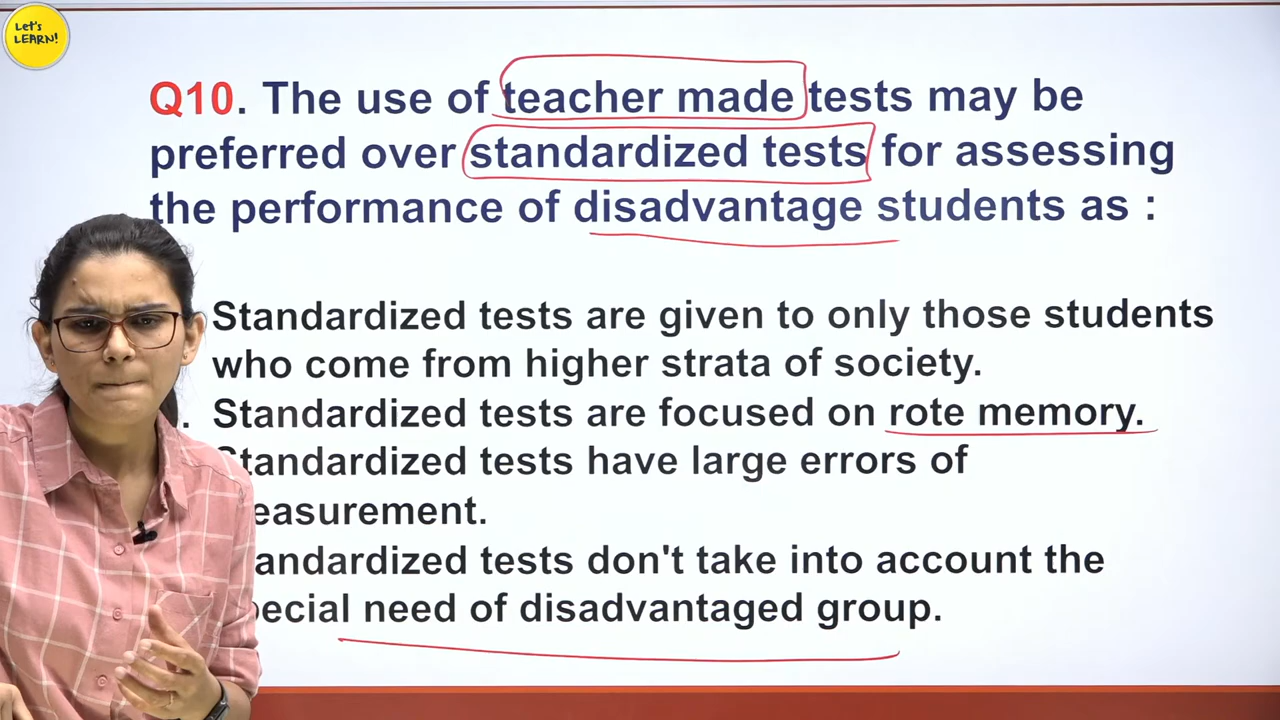 Let's
LEARN!
Q10. The use of teacher made tests may be
preferred over standardized tests for assessing
the performance of disadvantage students as :
Standardized tests are given to only those students
who come from higher strata of society.
. Standardized tests are focused on rote memory.
tandardized tests have large errors of
easurement.
andardized tests don't take into account the
ecial need of disadvantaged group.